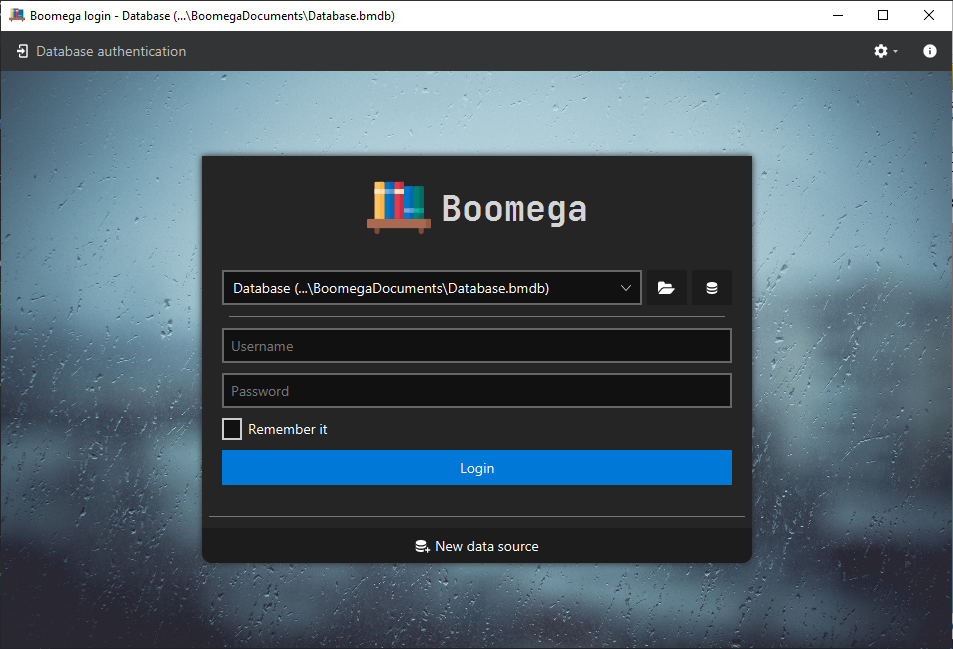 Boomega login - Database (...\BoomegaDocuments\Database.bmdb)
Database authentication
Boomega
Database (...\BoomegaDocuments\Database.bmdb)
Username
Password
Remember it
Login
New data source